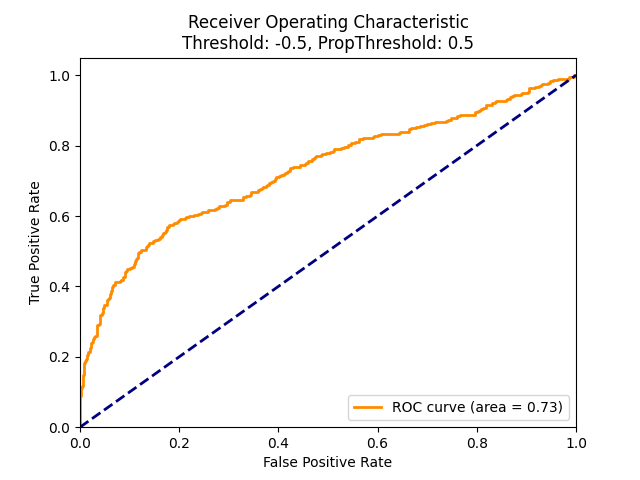 Receiver Operating Characteristic
Threshold: -0.5, PropThreshold: 0.5
True Positive Rate
1.0
0.8
0.6
0.4
0.2
0.0
ROC curve (area = 0.73)
0.0 0.2 0.4 0.6 0.8 1.0
False Positive Rate